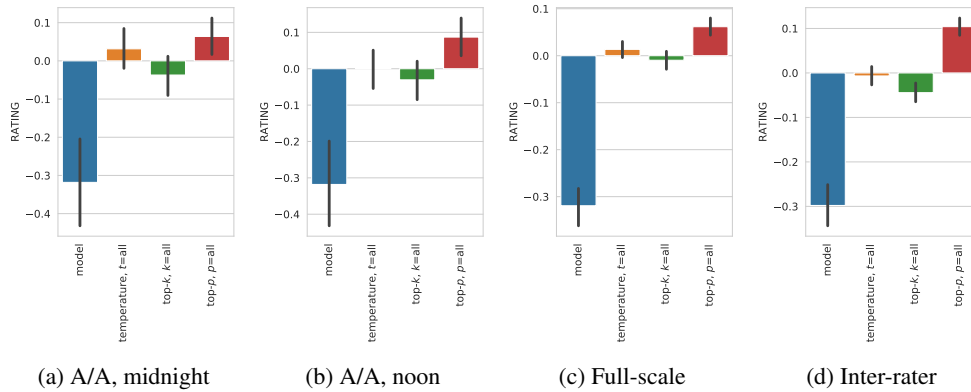 0.1
0.0
−0.1
−0.2
−0.3
−0.4
RATING
model
temperature, t=all
top-k, k=all
top-p, p=all
(a) A/A, midnight
0.1
0.0
−0.1
−0.2
−0.3
−0.4
RATING
model
temperature, t=all
top-k, k=all
top-p, p=all
(b) A/A, noon
0.1
0.0
−0.1
−0.2
−0.3
RATING
model
temperature, t=all
top-k, k=all
top-p, p=all
(c) Full-scale
0.1
0.0
−0.1
−0.2
−0.3
RATING
model
temperature, t=all
top-k, k=all
top-p, p=all
(d) Inter-rater